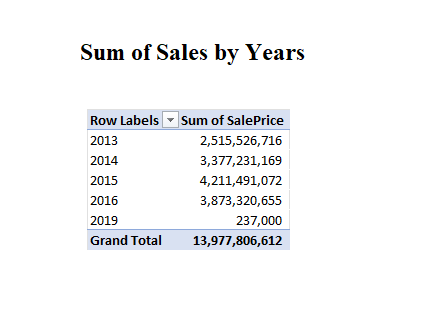 Sum of Sales by Years
Row Labels Sum of SalePrice
2013 2,515,526,716
2014 3,377,231,169
2015 4,211,491,072
2016 3,873,320,655
2019 237,000
Grand Total 13,977,806,612